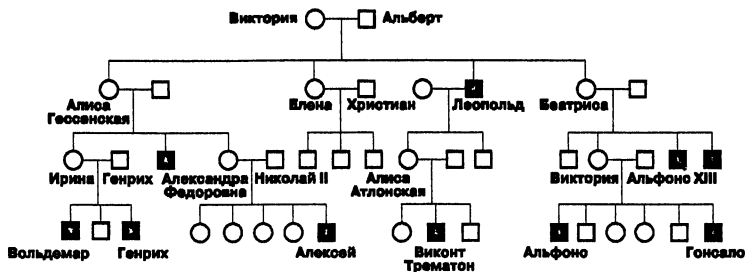 Виктория Альберт
Алиса Гессенская
Елена Христиан Леопольд Беатриса
Ирина Генрих Александра Федоровна Николай II Алиса Атлонская Виктория Альфонс XIII
Вольдемар Генрих Алексей Виконт Трематон Альфонс Гонсало